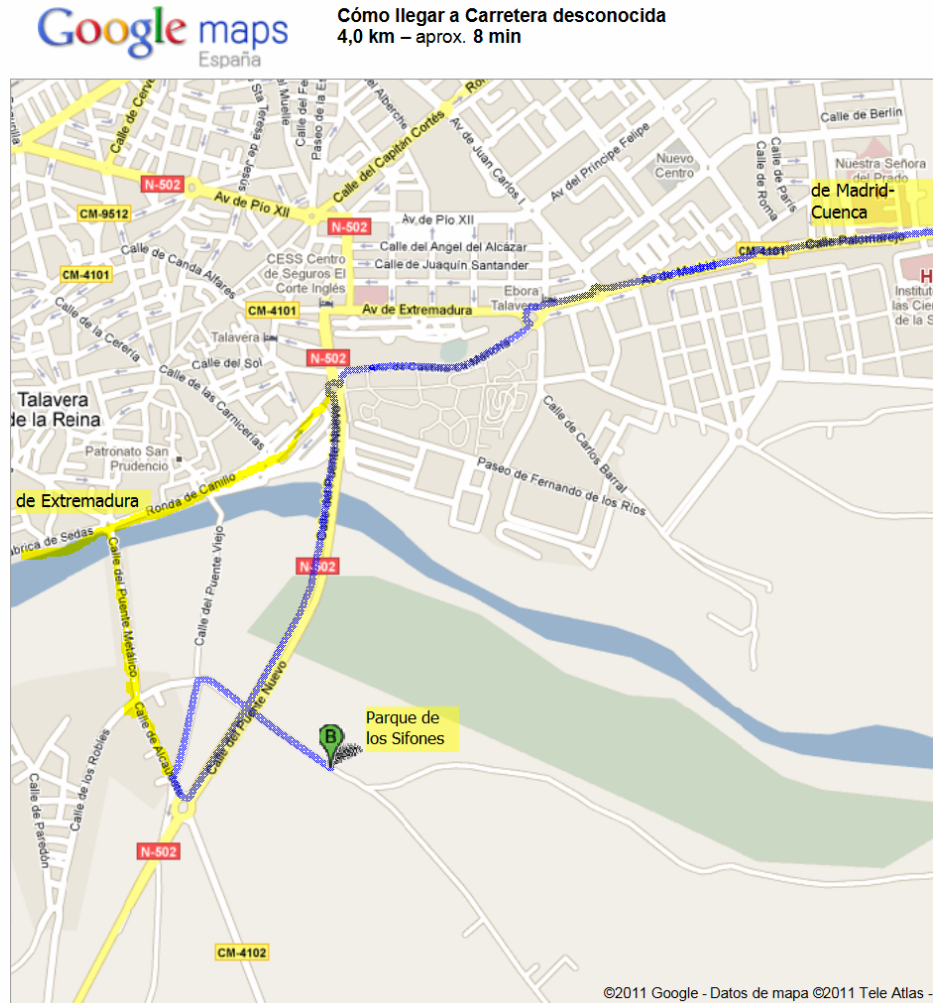 Google maps
España
Cómo llegar a Carretera desconocida
4,0 km – aprox. 8 min
Calle de Berlín
Calle del Capitán Cortés
Av de Juan Carlos I
Av del Príncipe Felipe
Nuevo
Centro
Calle de Roma
Calle de París
Nuestra Señora
del Prado
de Madrid-
Cuenca
N-502
CM-9512
Av de Pío XII
N-502
Av de Pío XII
Calle del Angel del Alcázar
Calle de Juaquín Santander
CM-4101
Calle Palomarejo
Av de Madrid
Calle de Canda Alfares
CM-4101
CESS Centro
de Seguros El
Corte Inglés
Ebora
Talavera
CM-4101
Av de Extremadura
Calle de la Cerería
Talavera
Calle del Sol
N-502
Calle de las Carnicerías
Talavera
de la Reina
Patronato San
Prudencio
Calle de Carlos Barral
Paseo de Fernando de los Ríos
de Extremadura
Ronda de Canillo
Calle del Puente Nuevo
Calle del Puente Viejo
Calle del Puente Metálico
N-502
Calle del Puente Nuevo
Calle de los Robles
Calle de Paredón
B
Parque de
los Sifones
N-502
CM-4102
©2011 Google - Datos de mapa ©2011 Tele Atlas -